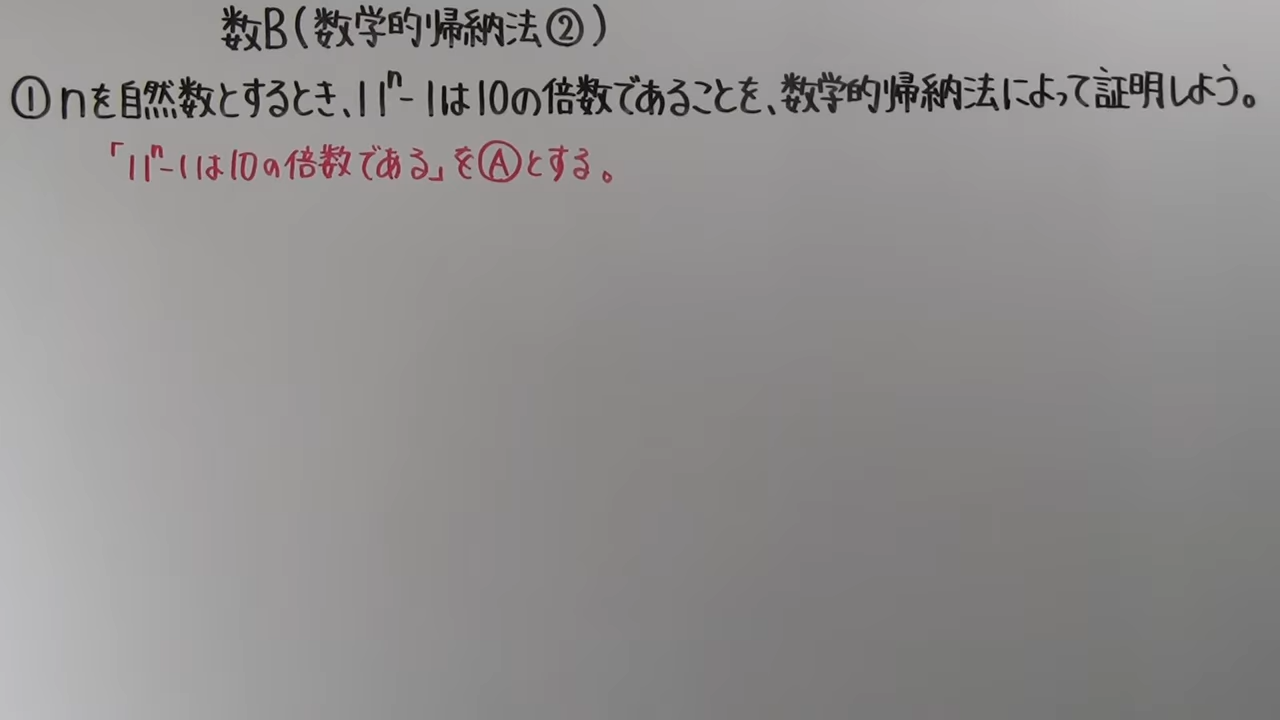 数B(数学的帰納法②)
①nを自然数とするとき、11ⁿ-1は10の倍数であることを、数学的帰納法によって証明しよう。
「11ⁿ-1は10の倍数である」をⒶとする。